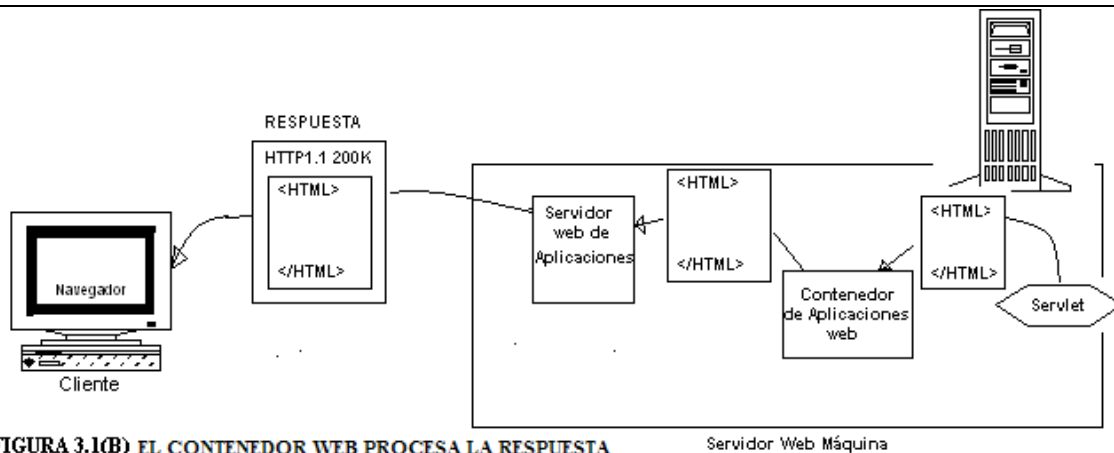 RESPUESTA
HTTP1.1 200K
<HTML>
</HTML>
Navegador
Cliente
Servidor
web de
Aplicaciones
<HTML>
</HTML>
Contenedor
de Aplicaciones
web
<HTML>
</HTML>
Servlet
Servidor Web Máquina
FIGURA 3.1(B) EL CONTENEDOR WEB PROCESA LA RESPUESTA